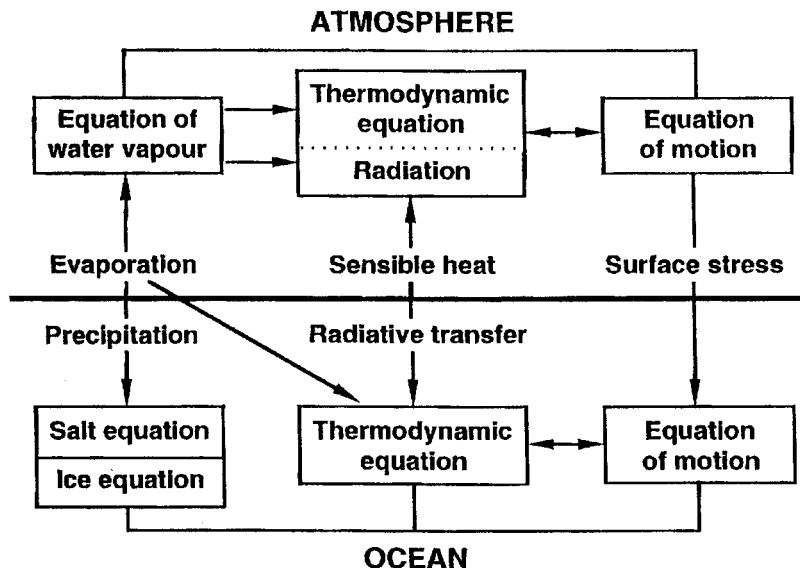 ATMOSPHERE
Equation of
water vapour
Thermodynamic
equation
Radiation
Equation
of motion
Evaporation
Sensible heat
Surface stress
Precipitation
Radiative transfer
Salt equation
Ice equation
Thermodynamic
equation
Equation
of motion
OCEAN